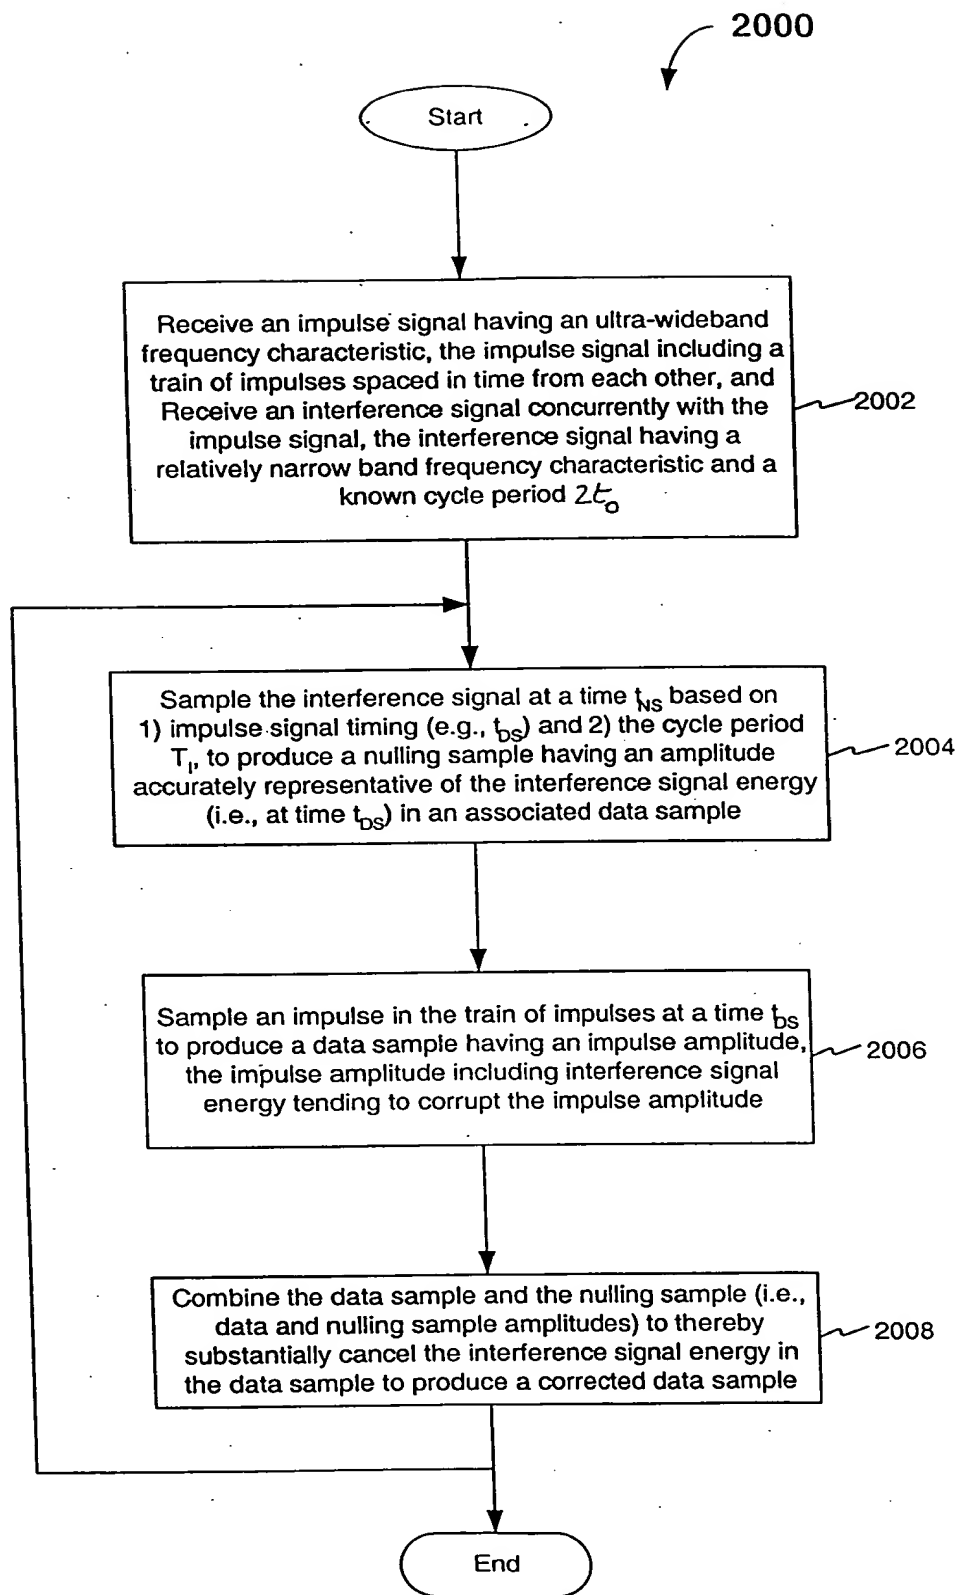 2000
Start
Receive an impulse signal having an ultra-wideband
frequency characteristic, the impulse signal including a
train of impulses spaced in time from each other, and
Receive an interference signal concurrently with the
impulse signal, the interference signal having a
relatively narrow band frequency characteristic and a
known cycle period 2t₀
2002
Sample the interference signal at a time t_NS based on
1) impulse signal timing (e.g., t_DS) and 2) the cycle period
T_I, to produce a nulling sample having an amplitude
accurately representative of the interference signal energy
(i.e., at time t_DS) in an associated data sample
2004
Sample an impulse in the train of impulses at a time t_DS
to produce a data sample having an impulse amplitude,
the impulse amplitude including interference signal
energy tending to corrupt the impulse amplitude
2006
Combine the data sample and the nulling sample (i.e.,
data and nulling sample amplitudes) to thereby
substantially cancel the interference signal energy in
the data sample to produce a corrected data sample
2008
End